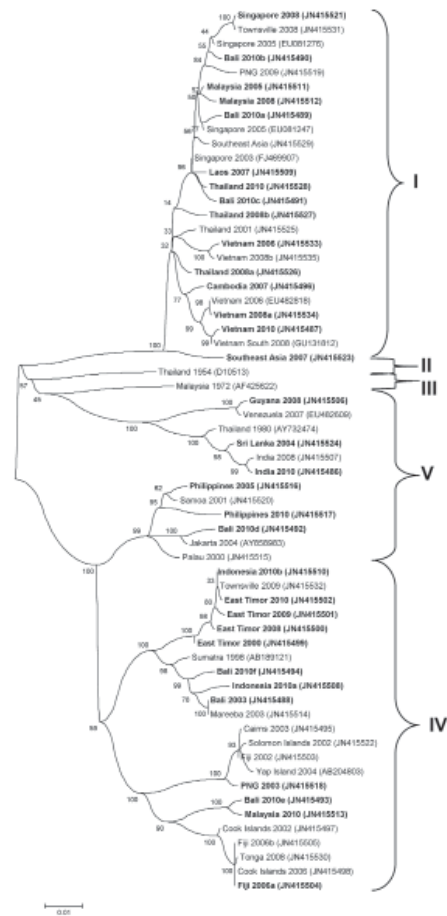 Singapore 2008 (JN415521)
Townsville 2008 (JN415531)
Singapore 2005 (EU081276)
Bali 2010b (JN415490)
PNG 2009 (JN415519)
Malaysia 2005 (JN415511)
Malaysia 2008 (JN415512)
Bali 2010a (JN415489)
Singapore 2005 (EU081247)
Southeast Asia (JN415529)
Singapore 2003 (FJ469907)
Laos 2007 (JN415509)
Thailand 2010 (JN415528)
Bali 2010c (JN415491)
Thailand 2008b (JN415527)
Thailand 2001 (JN415525)
Vietnam 2006 (JN415533)
Vietnam 2008b (JN415535)
Thailand 2008a (JN415526)
Cambodia 2007 (JN415496)
Vietnam 2006 (EU482818)
Vietnam 2008a (JN415534)
Vietnam 2010 (JN415487)
Vietnam South 2008 (GU131812)
I
Southeast Asia 2007 (JN415523)
II
Thailand 1954 (D10513)
Malaysia 1972 (AF425622)
III
Guyana 2008 (JN415506)
Venezuela 2007 (EU482609)
Thailand 1980 (AY732474)
Sri Lanka 2004 (JN415524)
India 2008 (JN415507)
India 2010 (JN415486)
V
Philippines 2005 (JN415516)
Samoa 2001 (JN415520)
Philippines 2010 (JN415517)
Bali 2010d (JN415492)
Jakarta 2004 (AY858983)
Palau 2000 (JN415515)
Indonesia 2010b (JN415510)
Townsville 2009 (JN415532)
East Timor 2010 (JN415502)
East Timor 2009 (JN415501)
East Timor 2008 (JN415500)
East Timor 2000 (JN415499)
Sumatra 1998 (AB189121)
Bali 2010f (JN415494)
Indonesia 2010a (JN415508)
Bali 2003 (JN415488)
Mareeba 2003 (JN415514)
IV
Cairns 2003 (JN415495)
Solomon Islands 2002 (JN415522)
Fiji 2002 (JN415503)
Yap Island 2004 (AB204803)
PNG 2003 (JN415518)
Bali 2010e (JN415493)
Malaysia 2010 (JN415513)
Cook Islands 2002 (JN415497)
Fiji 2006b (JN415505)
Tonga 2008 (JN415530)
Cook Islands 2006 (JN415498)
Fiji 2006a (JN415504)
0.01